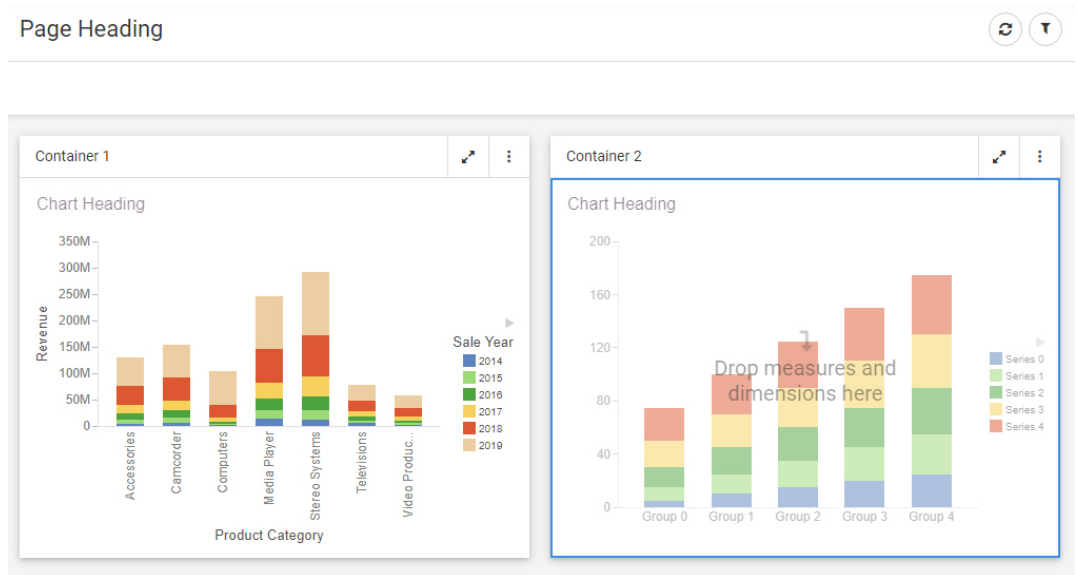 Page Heading
Container 1
Chart Heading
350M
300M
250M
200M
150M
100M
50M
0
Revenue
Accessories
Camcorder
Computers
Media Player
Stereo Systems
Televisions
Video Produc...
Product Category
Sale Year
2014
2015
2016
2017
2018
2019
Container 2
Chart Heading
200
160
120
80
40
0
Drop measures and
dimensions here
Group 0
Group 1
Group 2
Group 3
Group 4
Series 0
Series 1
Series 2
Series 3
Series 4